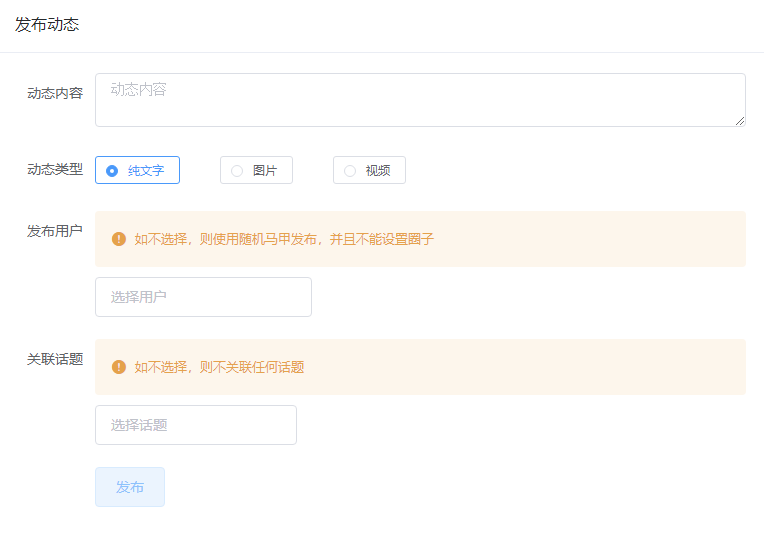 发布动态
动态内容
动态内容
动态类型
纯文字
图片
视频
发布用户
如不选择，则使用随机马甲发布，并且不能设置圈子
选择用户
关联话题
如不选择，则不关联任何话题
选择话题
发布